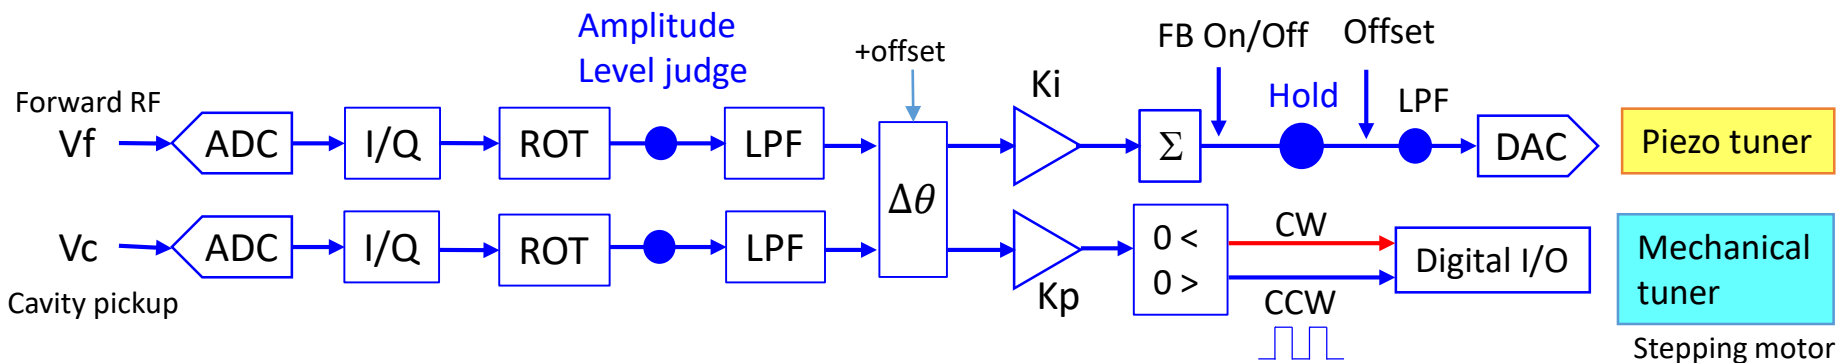 Amplitude
Level judge
+offset
FB On/Off
Offset
Forward RF
Vf
ADC
I/Q
ROT
LPF
Δθ
Ki
Σ
Hold
LPF
DAC
Piezo tuner
Vc
Cavity pickup
ADC
I/Q
ROT
LPF
Kp
0 <
0 >
CW
CCW
Digital I/O
Mechanical
tuner
Stepping motor